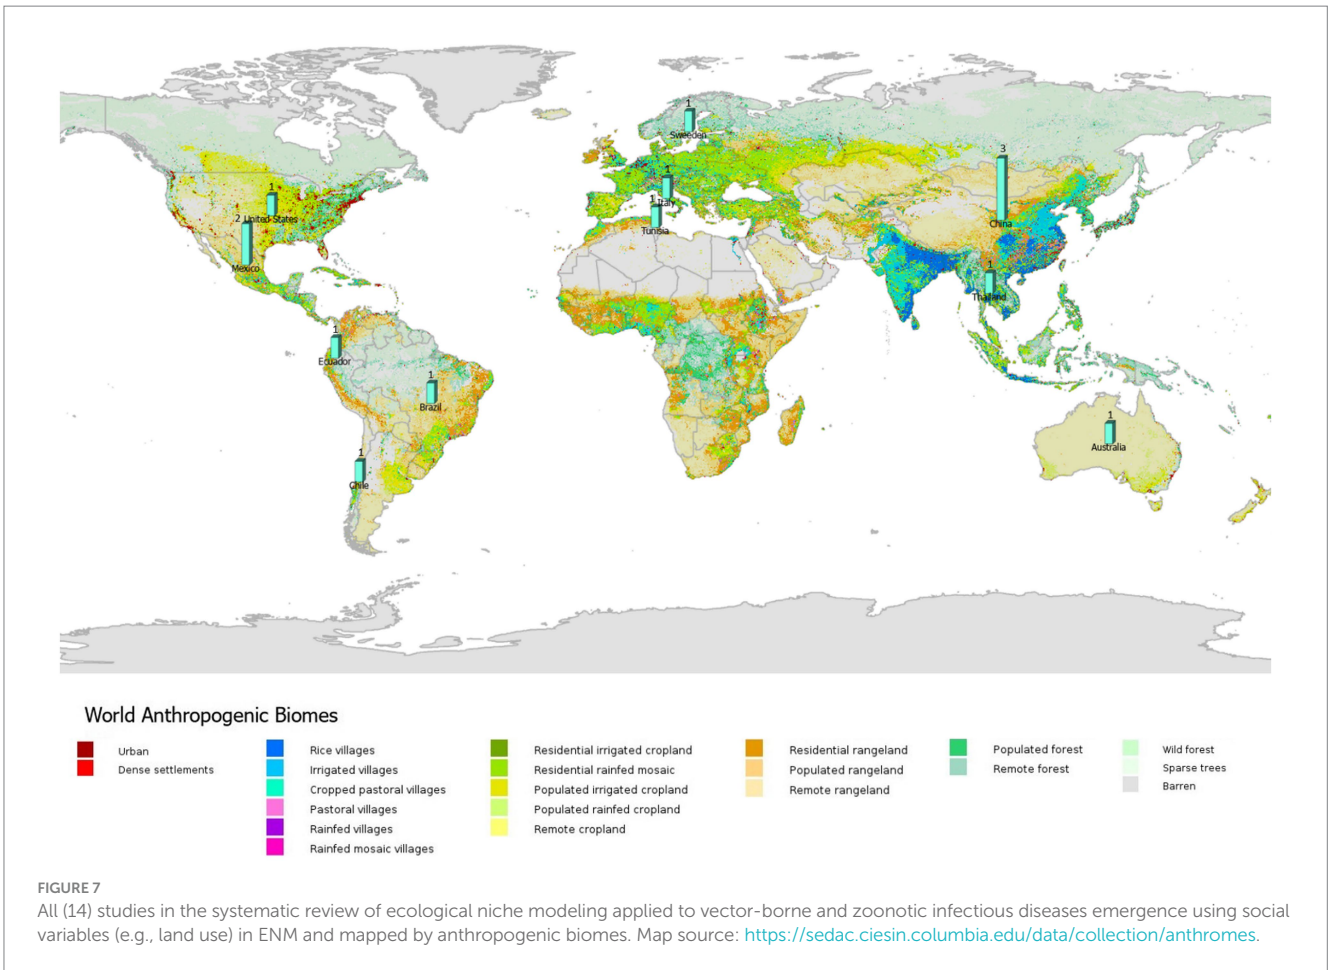 1
Sweeden
3
China
1
United States
1
Italy
1
Tunisia
2
Mexico
1
Thailand
1
Ecuador
1
Brazil
1
Australia
1
Chile
World Anthropogenic Biomes
Urban
Dense settlements
Rice villages
Irrigated villages
Cropped pastoral villages
Pastoral villages
Rainfed villages
Rainfed mosaic villages
Residential irrigated cropland
Residential rainfed mosaic
Populated irrigated cropland
Populated rainfed cropland
Remote cropland
Residential rangeland
Populated rangeland
Remote rangeland
Populated forest
Remote forest
Wild forest
Sparse trees
Barren
FIGURE 7
All (14) studies in the systematic review of ecological niche modeling applied to vector-borne and zoonotic infectious diseases emergence using social
variables (e.g., land use) in ENM and mapped by anthropogenic biomes. Map source: https://sedac.ciesin.columbia.edu/data/collection/anthromes.